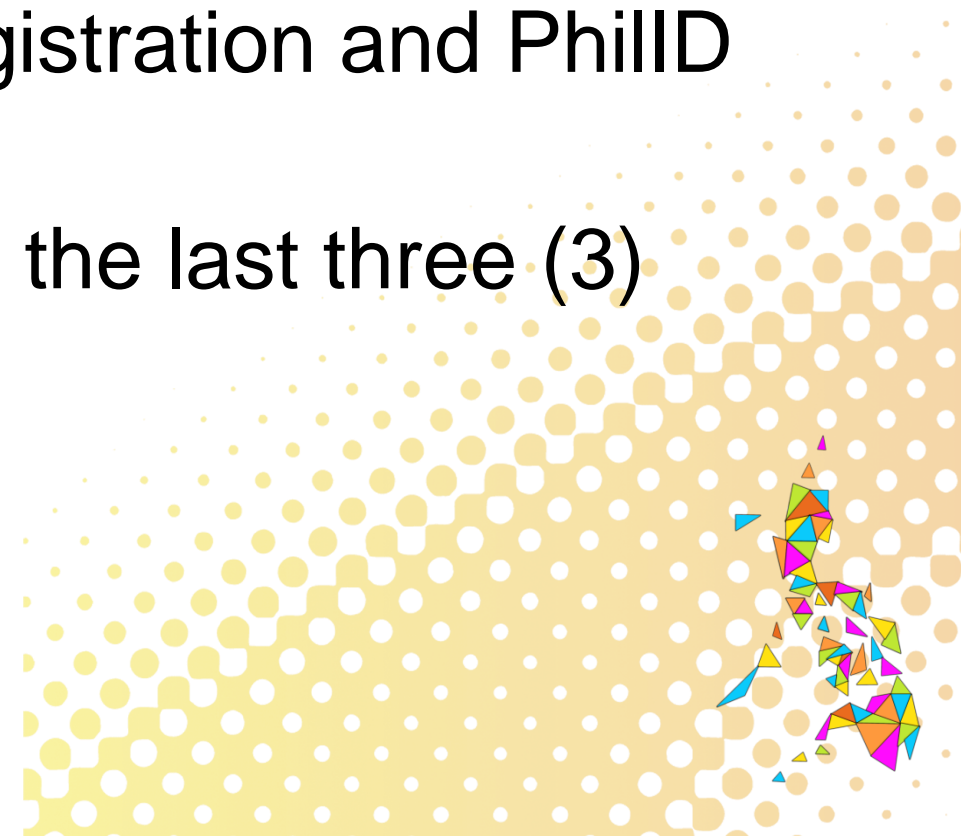 gistration and PhilID
the last three (3)